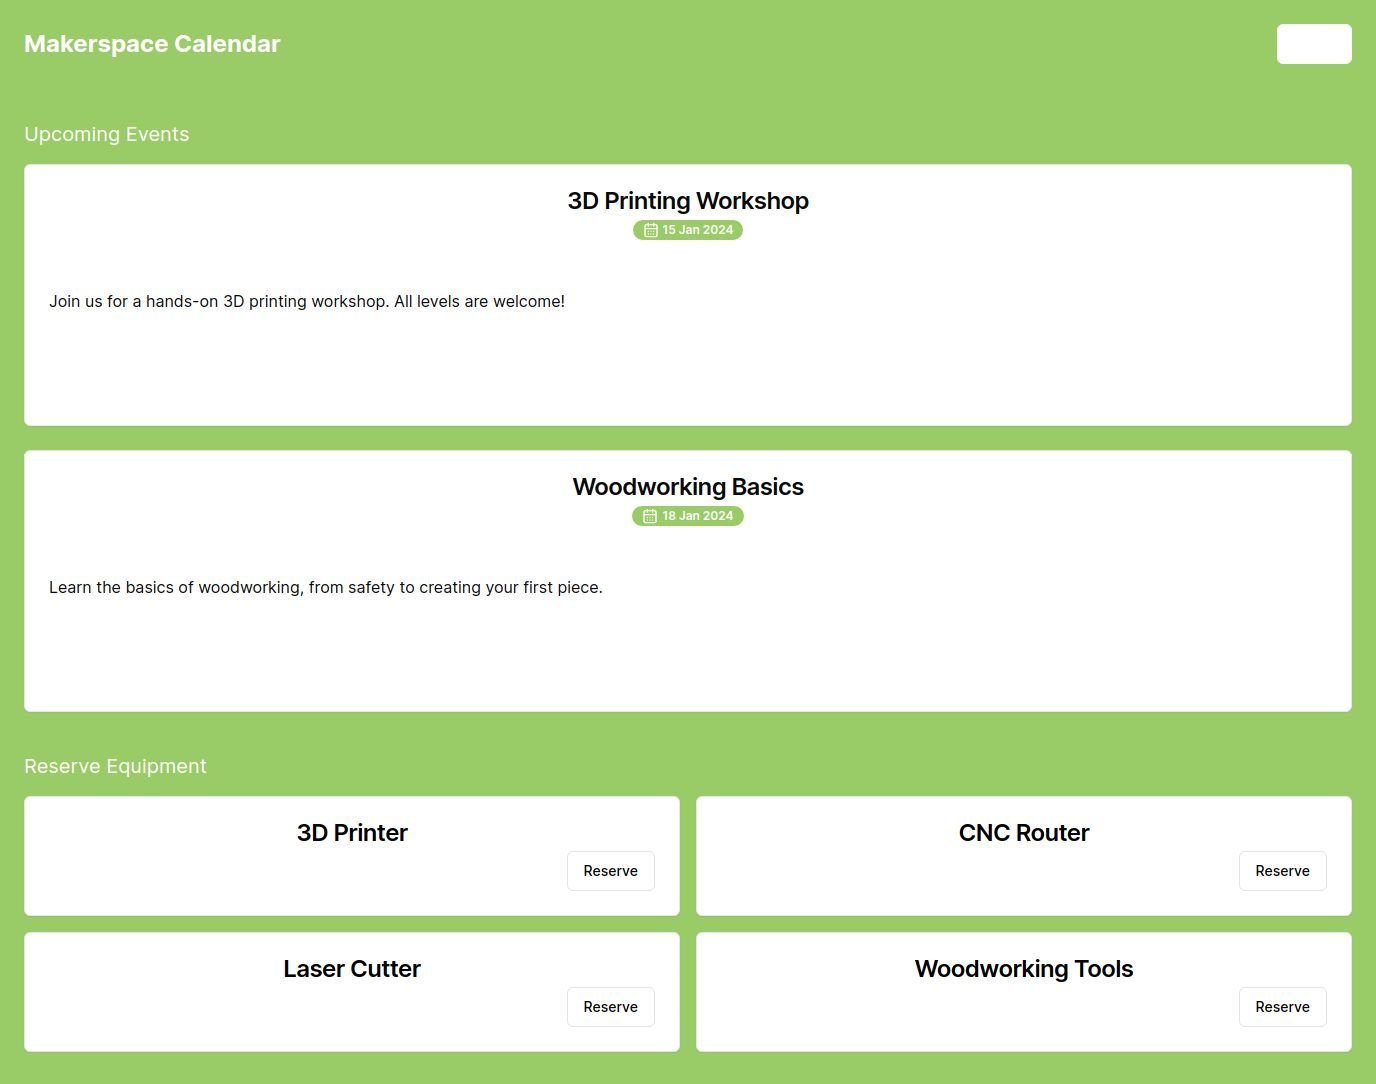 Makerspace Calendar
Upcoming Events
3D Printing Workshop
15 Jan 2024
Join us for a hands-on 3D printing workshop. All levels are welcome!
Woodworking Basics
18 Jan 2024
Learn the basics of woodworking, from safety to creating your first piece.
Reserve Equipment
3D Printer
Reserve
CNC Router
Reserve
Laser Cutter
Reserve
Woodworking Tools
Reserve